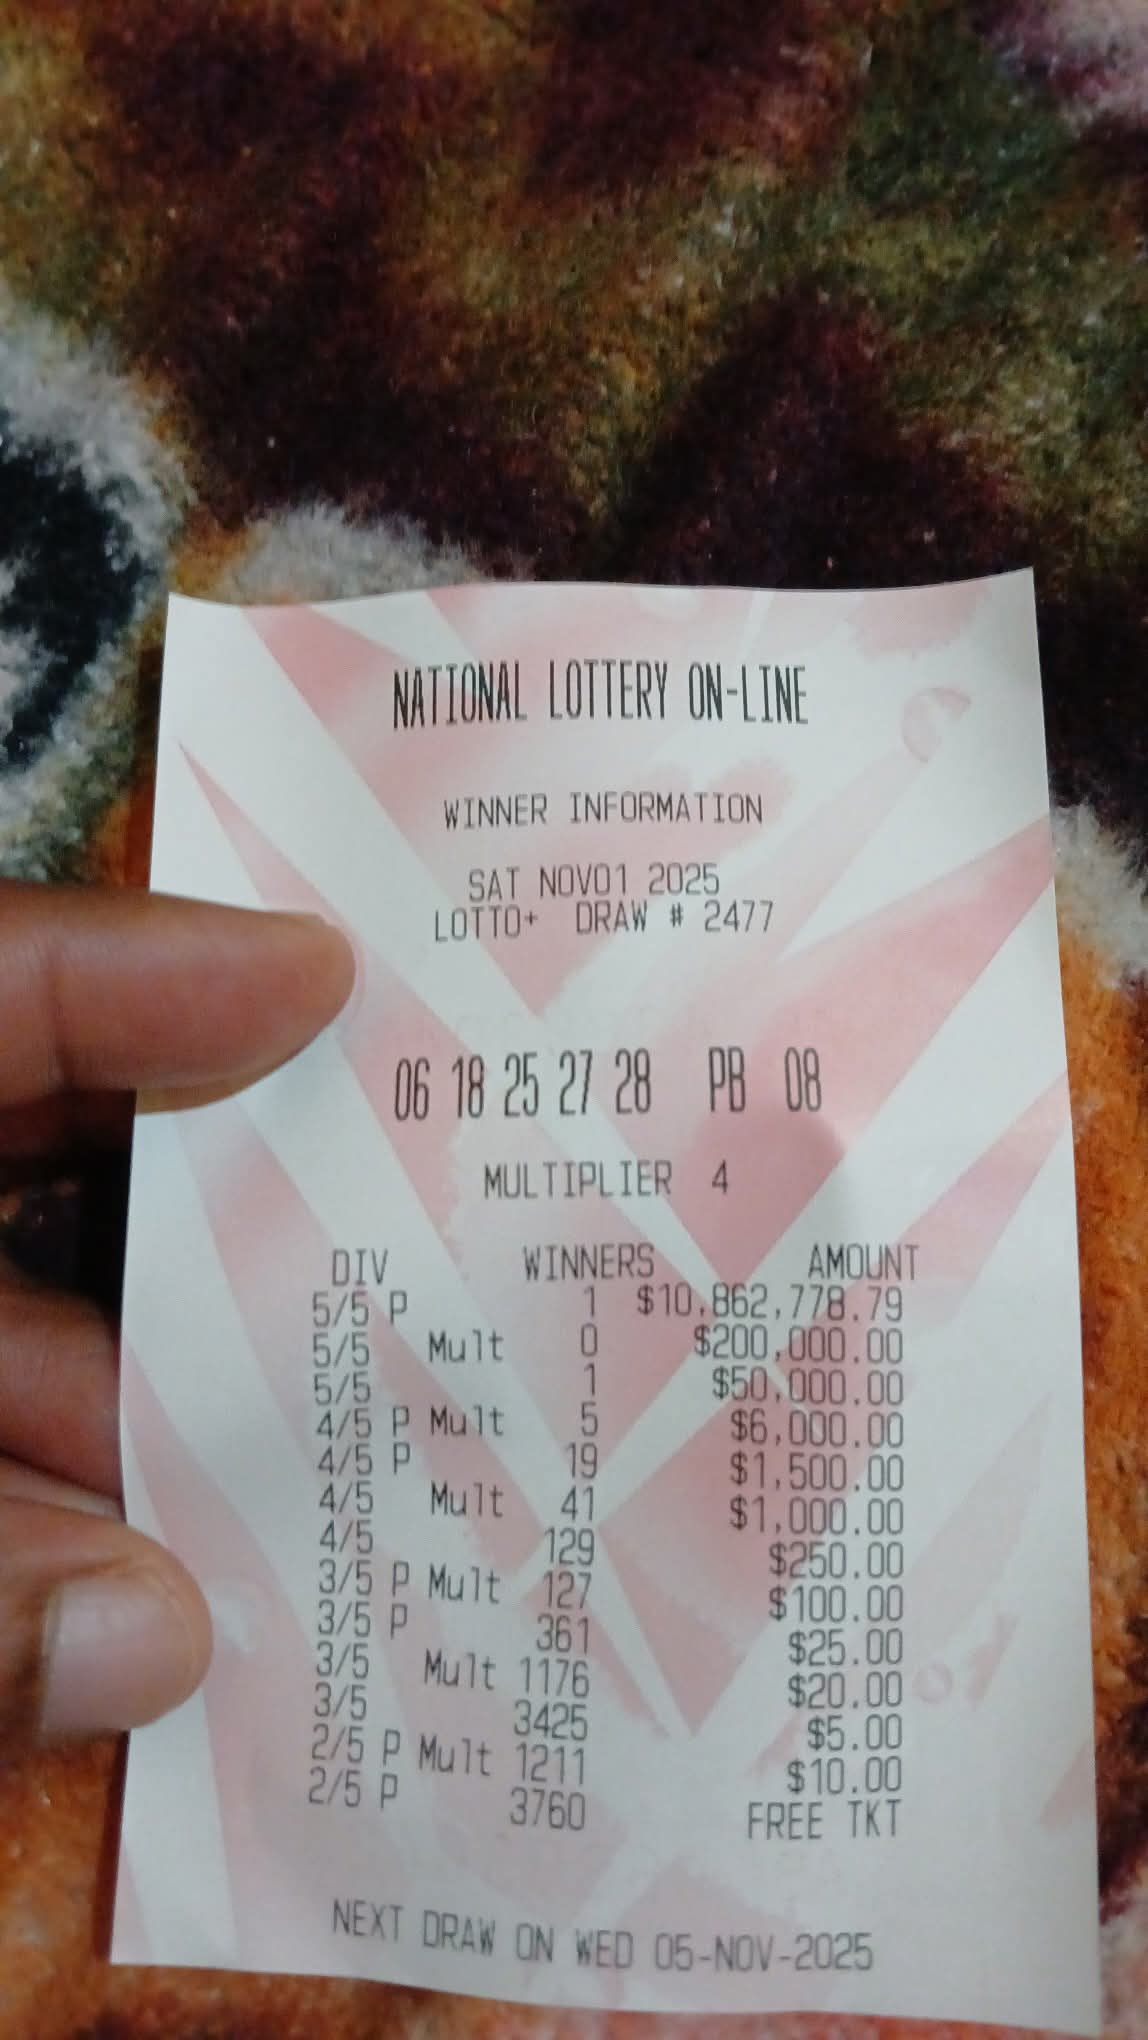 NATIONAL LOTTERY ON-LINE
WINNER INFORMATION
SAT NOV01 2025
LOTTO+ DRAW # 2477
06 18 25 27 28 PB 08
MULTIPLIER 4
DIV WINNERS AMOUNT
5/5 P 1 $10,862,778.79
5/5 Mult 0 $200,000.00
5/5 1 $50,000.00
4/5 P Mult 5 $6,000.00
4/5 P 19 $1,500.00
4/5 Mult 41 $1,000.00
4/5 129 $250.00
3/5 P Mult 127 $100.00
3/5 P 361 $25.00
3/5 Mult 1176 $20.00
3/5 3425 $5.00
2/5 P Mult 1211 $10.00
2/5 P 3760 FREE TKT
NEXT DRAW ON WED 05-NOV-2025